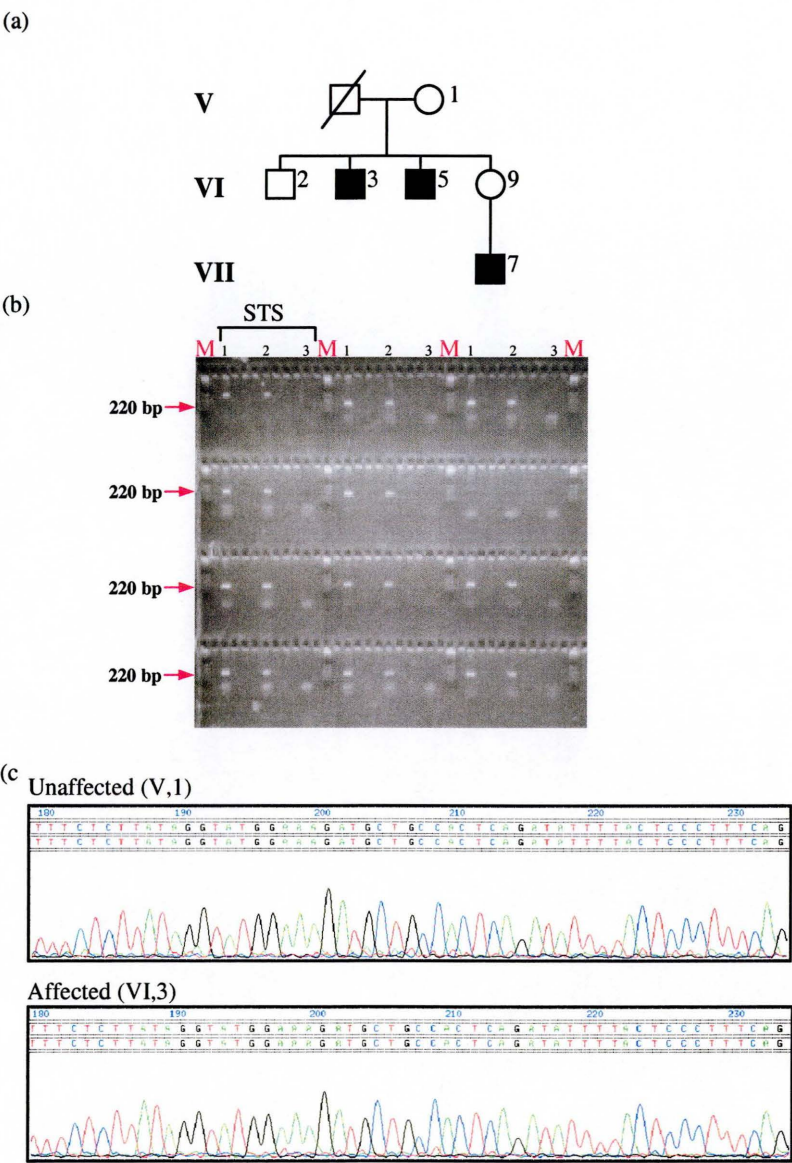 (a)
V
1
VI
2
3
5
9
VII
7
(b)
STS
M 1 2 3 M 1 2 3 M 1 2 3 M
220 bp
220 bp
220 bp
220 bp
(c
Unaffected (V,1)
180 190 200 210 220 230
T T T C T C T T A T A G G T A T G G A A A G A T G C T G C C A C T C A G A T A T T T T A C T C C C T T T C A G
T T T C T C T T A T A G G T A T G G A A A G A T G C T G C C A C T C A G A T A T T T T A C T C C C T T T C A G
Affected (VI,3)
180 190 200 210 220 230
T T T C T C T T A T A G G T A T G G A A A G A T G C T G C C A C T C A G A T A T T T T A C T C C C T T T C A G
T T T C T C T T A T A G G T A T G G A A A G A T G C T G C C A C T C A G A T A T T T T A C T C C C T T T C A G